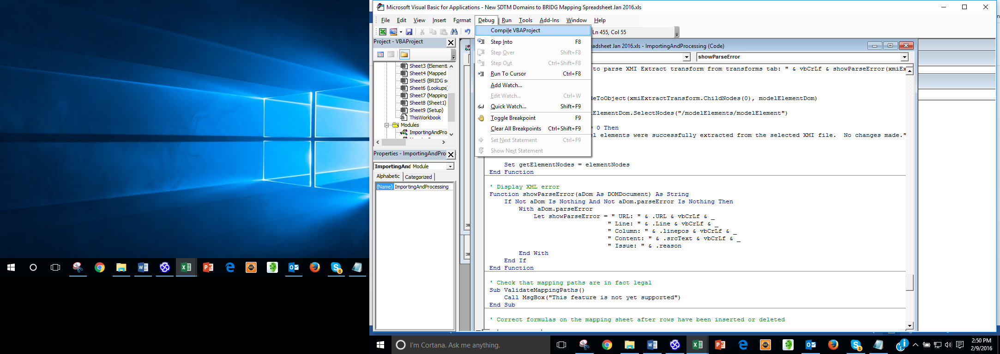 Microsoft Visual Basic for Applications - New SDTM Domains to BRIDG Mapping Spreadsheet Jan 2016.xls
File Edit View Insert Format Debug Run Tools Add-Ins Window Help
Ln 455, Col 55
Compile VBAProject
Step Into F8
Step Over Shift+F8
Step Out Ctrl+Shift+F8
Run To Cursor Ctrl+F8
Add Watch...
Edit Watch... Ctrl+W
Quick Watch... Shift+F9
Toggle Breakpoint F9
Clear All Breakpoints Ctrl+Shift+F9
Set Next Statement Ctrl+F9
Show Next Statement
Project - VBAProject
Sheet3 (ElementL
Sheet4 (Mapped
Sheet5 (BRIDG s
Sheet6 (Lookups)
Sheet7 (Mapping
Sheet8 (Sheet1)
Sheet9 (Setup)
ThisWorkbook
Modules
ImportingAndPro
Properties - ImportingAndPro
ImportingAnd Module
Alphabetic Categorized
(Name) ImportingAndProcessing
adsheet Jan 2016.xls - ImportingAndProcessing (Code)
showParseError
to parse XMI Extract transform from transforms tab: " & vbCrLf & showParseError(xmiEx
deToObject(xmiExtractTransform.ChildNodes(0), modelElementDom)
lElementDom.SelectNodes("/modelElements/modelElement")
= 0 Then
el elements were successfully extracted from the selected XMI file.  No changes made."
Set getElementNodes = elementNodes
End Function
' Display XML error
Function showParseError(aDom As DOMDocument) As String
If Not aDom Is Nothing And Not aDom.parseError Is Nothing Then
With aDom.parseError
Let showParseError = " URL: " & .URL & vbCrLf & _
" Line: " & .Line & vbCrLf & _
" Column: " & .linepos & vbCrLf & _
" Content: " & .srcText & vbCrLf & _
" Issue: " & .reason
End With
End If
End Function
' Check that mapping paths are in fact legal
Sub ValidateMappingPaths()
Call MsgBox("This feature is not yet supported")
End Sub
' Correct formulas on the mapping sheet after rows have been inserted or deleted
I'm Cortana. Ask me anything.
2:50 PM
2/9/2016